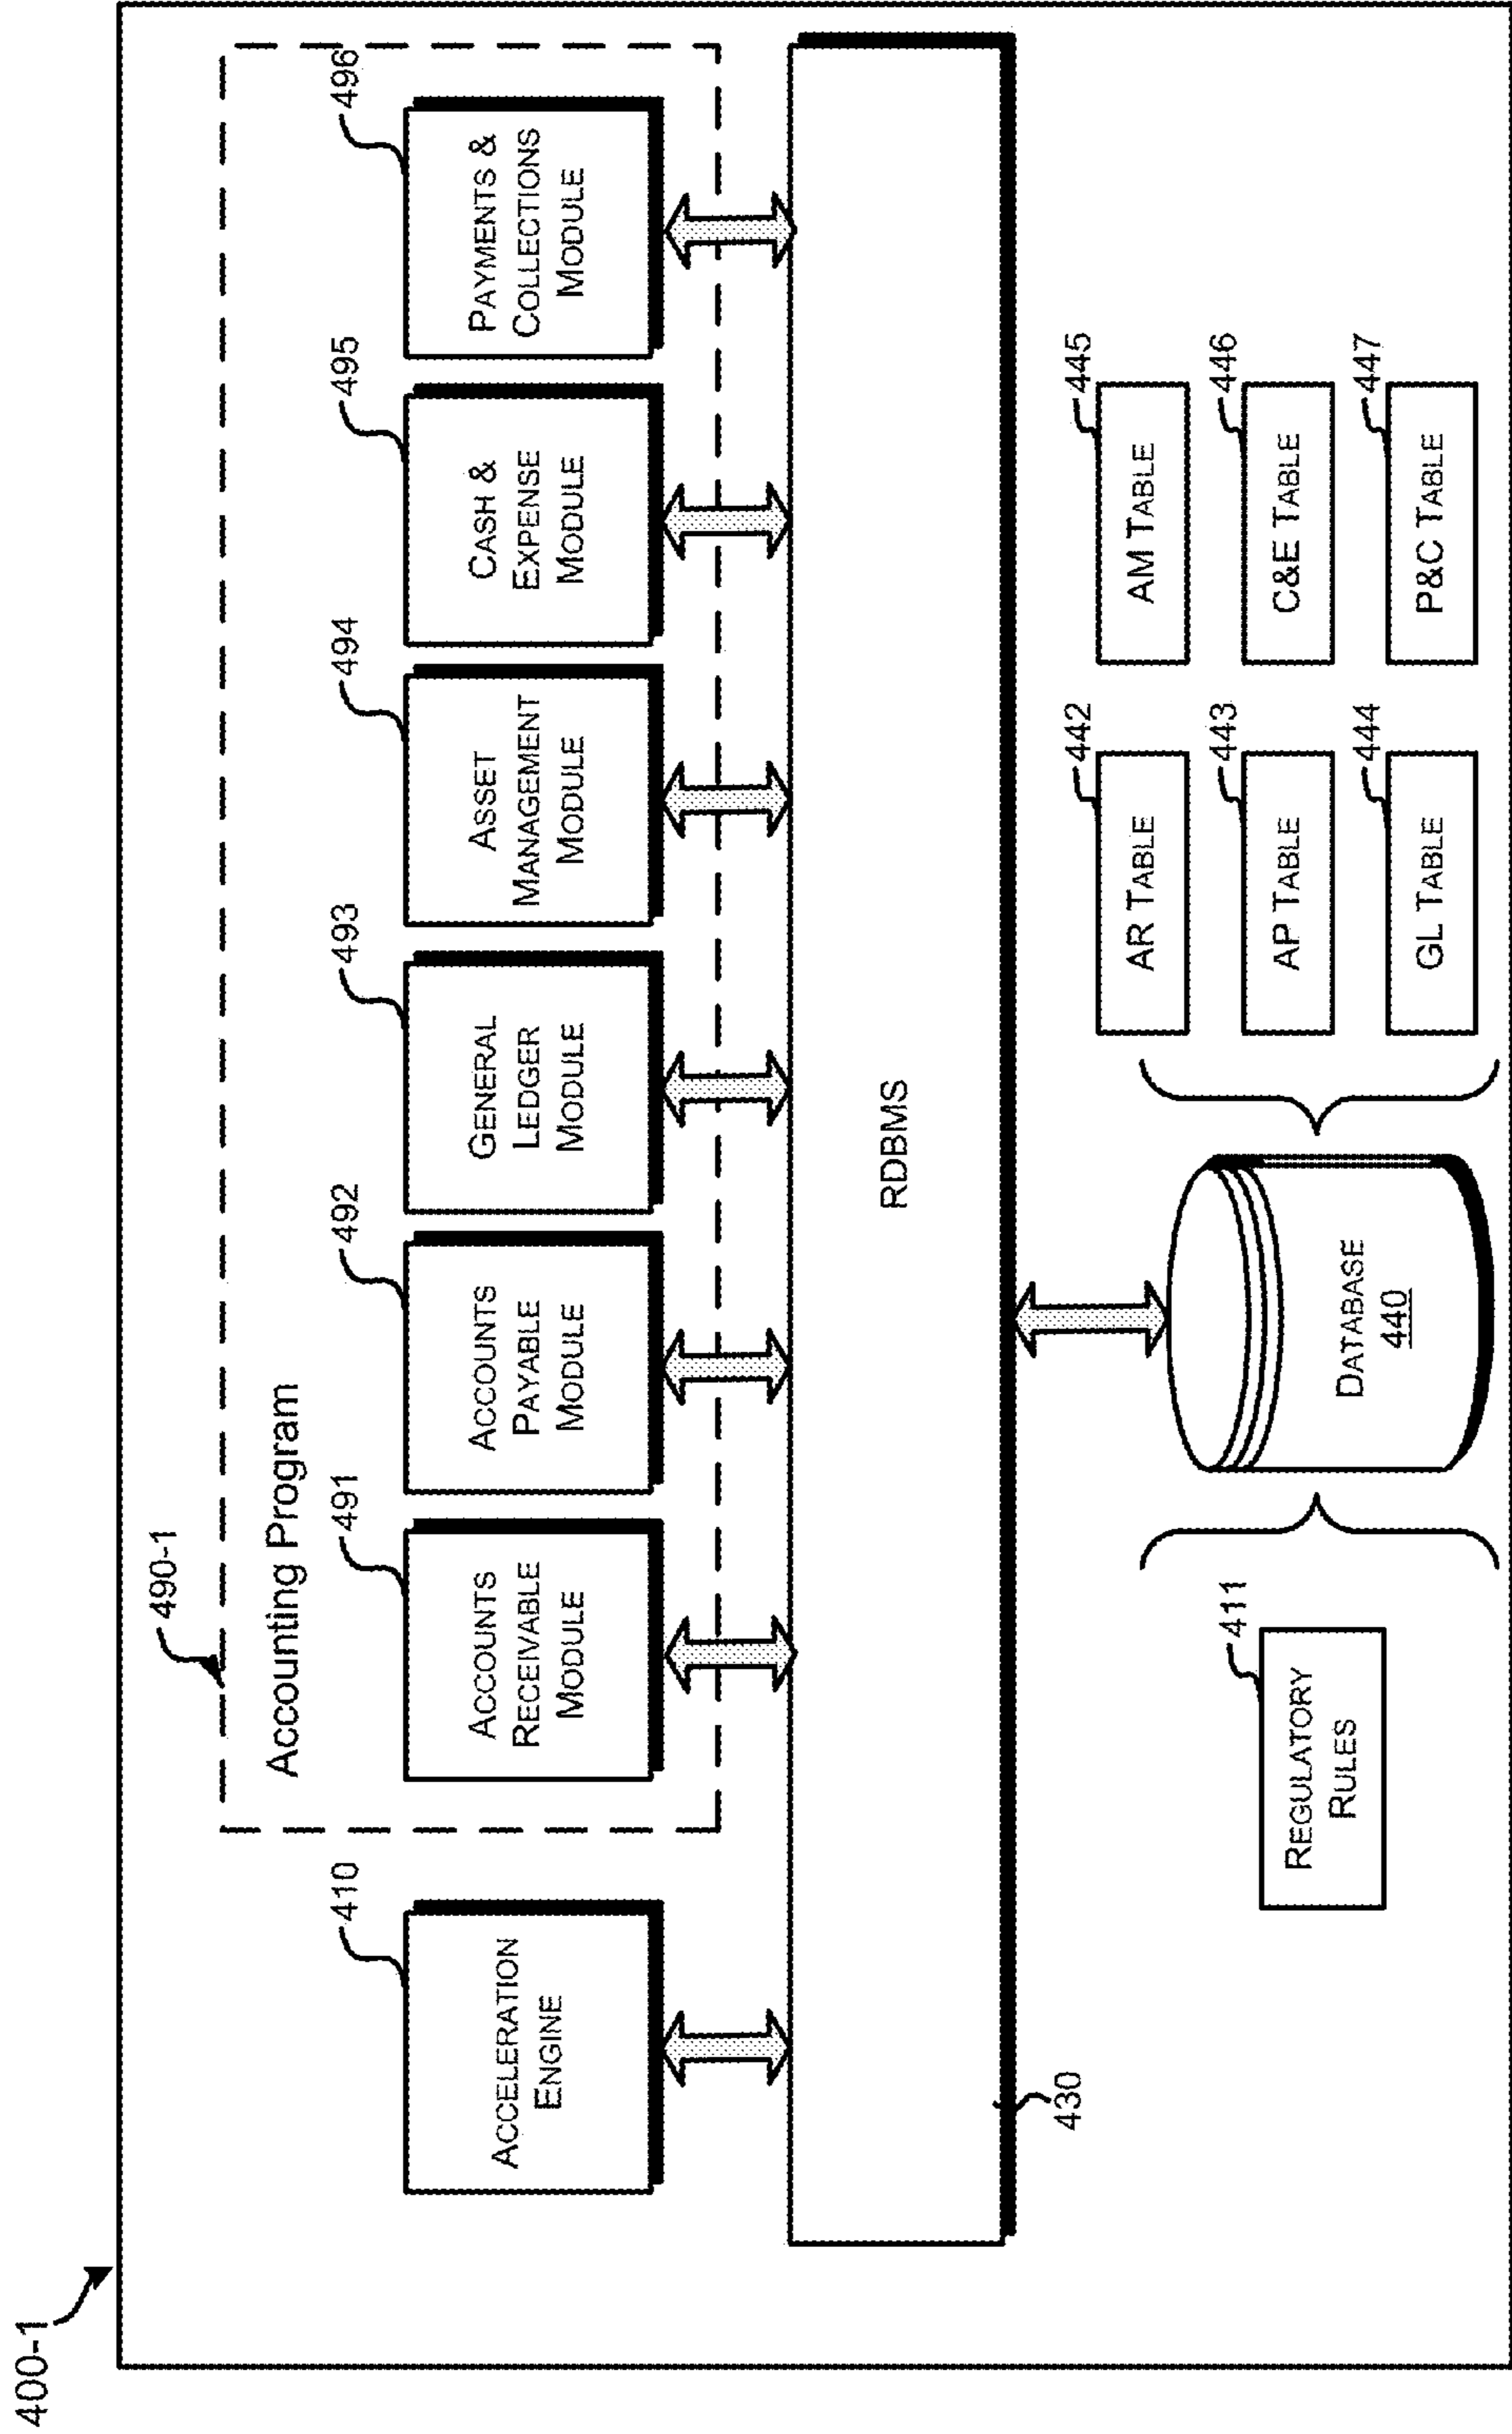 400-1
490-1
Accounting Program
410
ACCELERATION
ENGINE
491
ACCOUNTS
RECEIVABLE
MODULE
492
ACCOUNTS
PAYABLE
MODULE
493
GENERAL
LEDGER
MODULE
494
ASSET
MANAGEMENT
MODULE
495
CASH &
EXPENSE
MODULE
496
PAYMENTS &
COLLECTIONS
MODULE
RDBMS
430
411
REGULATORY
RULES
DATABASE
440
442
AR TABLE
443
AP TABLE
444
GL TABLE
445
AM TABLE
446
C&E TABLE
447
P&C TABLE